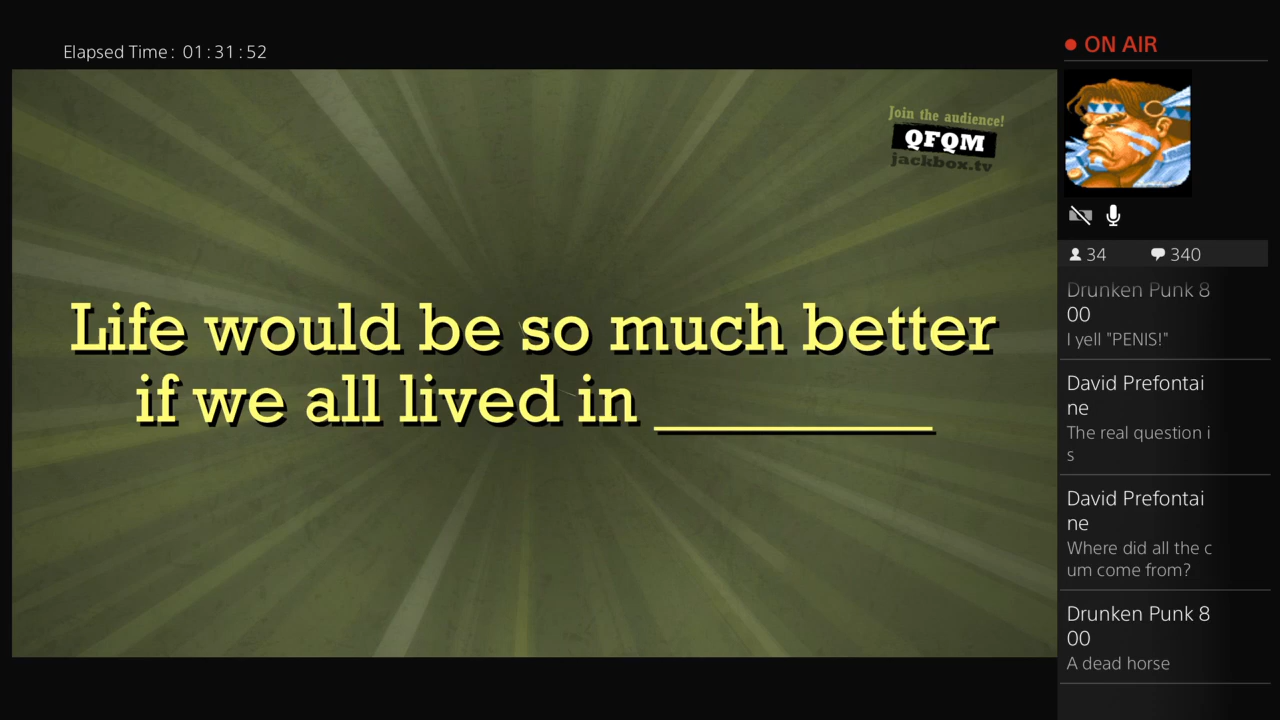 Elapsed Time: 01:31:52
ON AIR
Join the audience!
QFQM
jackbox.tv
Life would be so much better
if we all lived in __________
34 340
Drunken Punk 8
00
I yell "PENIS!"
David Prefontai
ne
The real question i
s
David Prefontai
ne
Where did all the c
um come from?
Drunken Punk 8
00
A dead horse